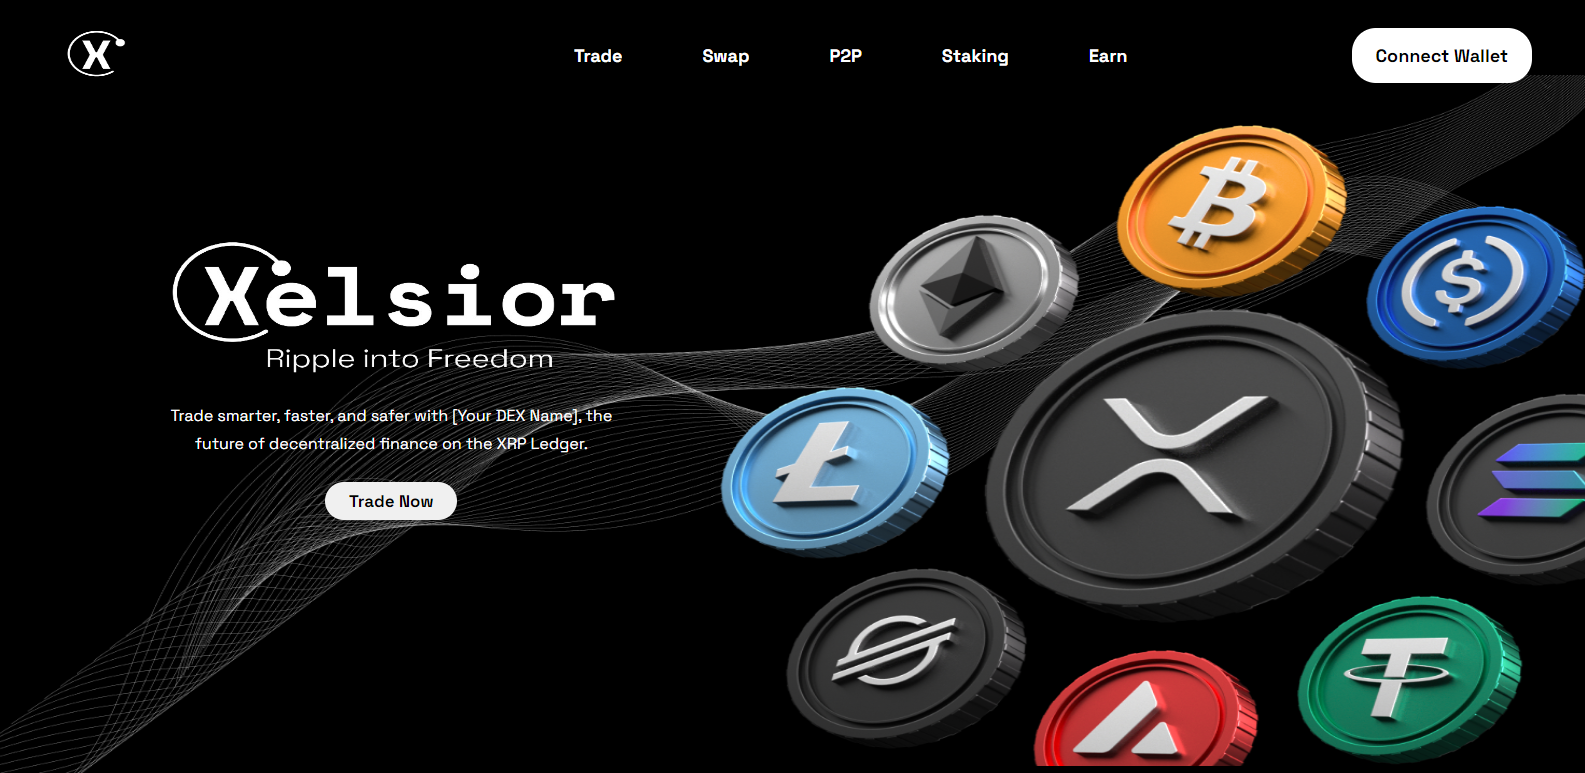 X
Trade
Swap
P2P
Staking
Earn
Connect Wallet
Xelsior
Ripple into Freedom
Trade smarter, faster, and safer with [Your DEX Name], the
future of decentralized finance on the XRP Ledger.
Trade Now